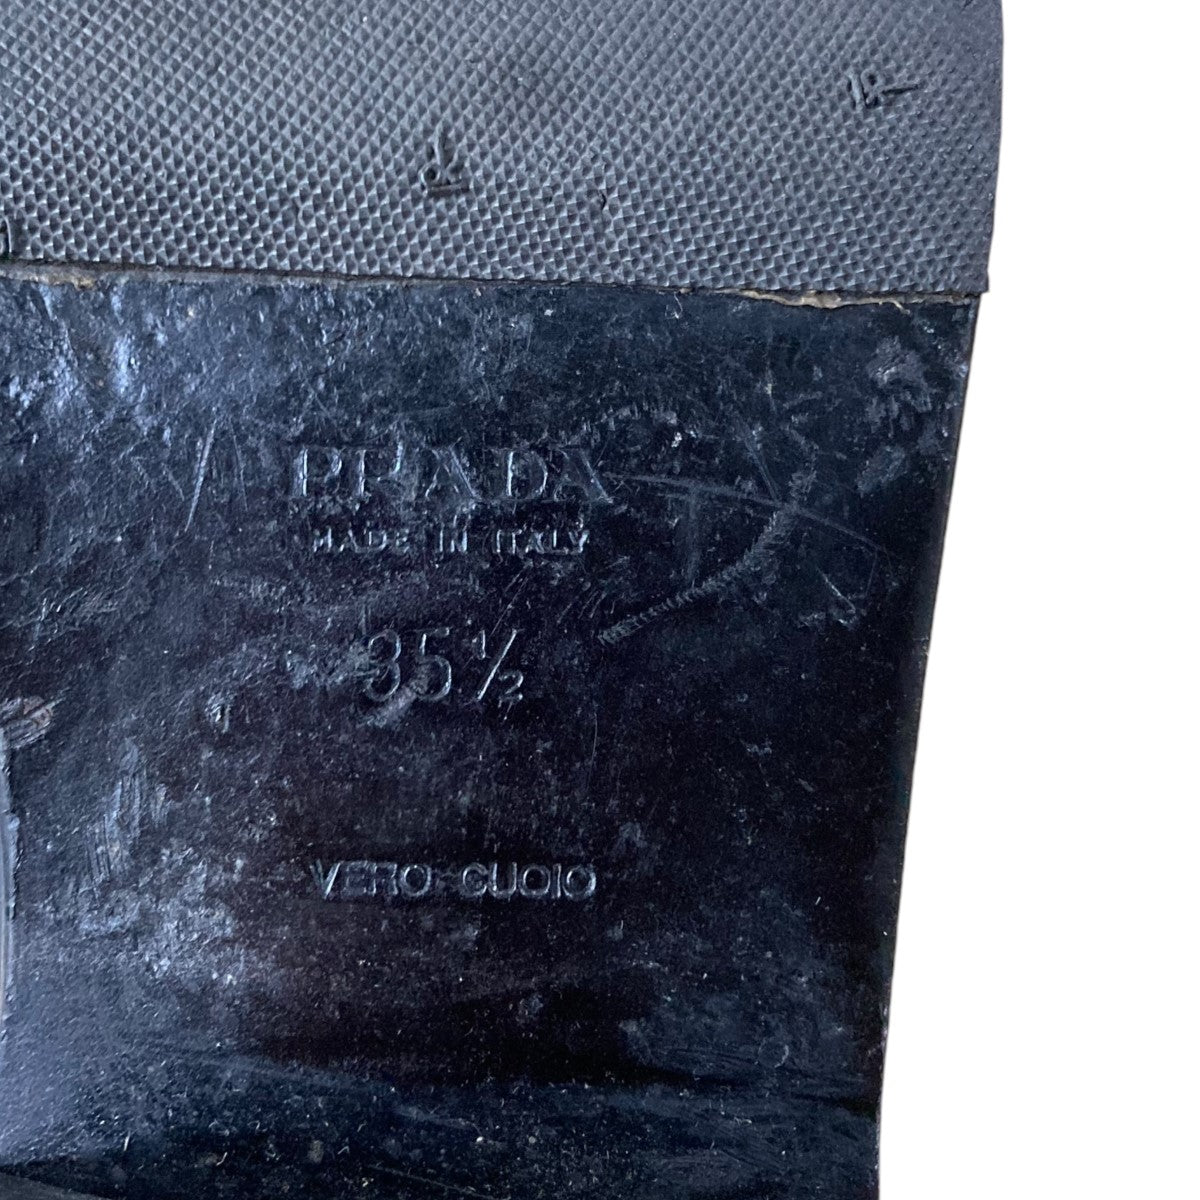 PRADA
MADE IN ITALY
35½
VERO CUOIO